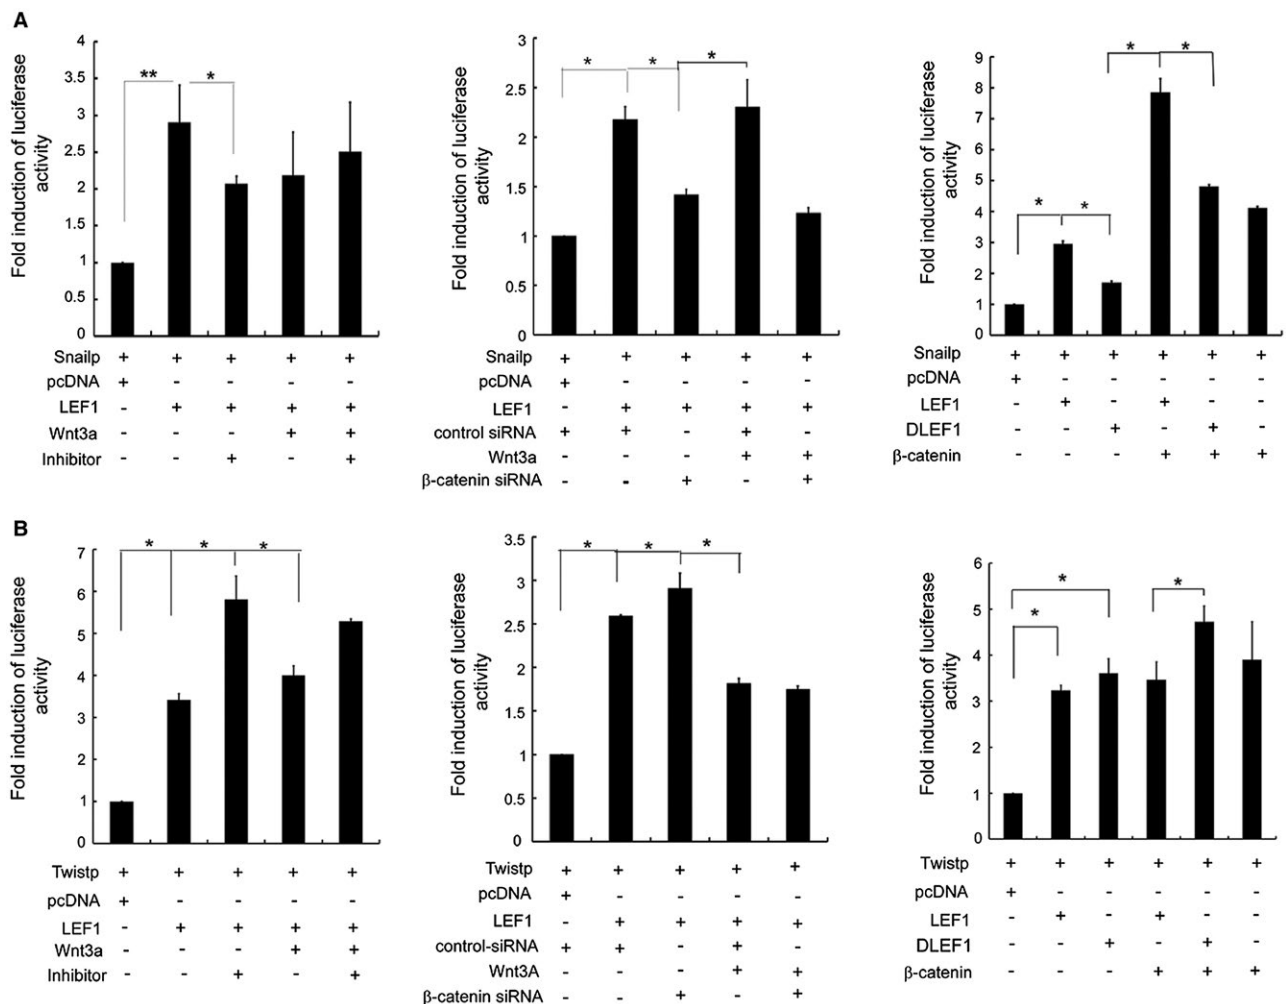 A
Fold induction of luciferase
activity
4
3.5
3
2.5
2
1.5
1
0.5
0
** *
Snailp + + + + +
pcDNA + - - - -
LEF1 - + + + +
Wnt3a - - - + +
Inhibitor - - + - +
Fold induction of luciferase
activity
3
2.5
2
1.5
1
0.5
0
* * *
Snailp + + + + +
pcDNA + - - - -
LEF1 - + + + +
control siRNA + + - + -
Wnt3a - - - + +
β-catenin siRNA - - + - +
Fold induction of luciferase
activity
9
8
7
6
5
4
3
2
1
0
* * * *
Snailp + + + + + +
pcDNA + - - - - -
LEF1 - + - + - -
DLEF1 - - + - + -
β-catenin - - - + + +
B
Fold induction of luciferase
activity
7
6
5
4
3
2
1
0
* * *
Twistp + + + + +
pcDNA + - - - -
LEF1 - + + + +
Wnt3a - - - + +
Inhibitor - - + - +
Fold induction of luciferase
activity
3.5
3
2.5
2
1.5
1
0.5
0
* * *
Twistp + + + + +
pcDNA + - - - -
LEF1 - + + + +
control-siRNA + + - + -
Wnt3A - - - + +
β-catenin siRNA - - + - +
Fold induction of luciferase
activity
6
5
4
3
2
1
0
* * *
Twistp + + + + + +
pcDNA + - - - - -
LEF1 - + - + - -
DLEF1 - - + - + -
β-catenin - - - + + +